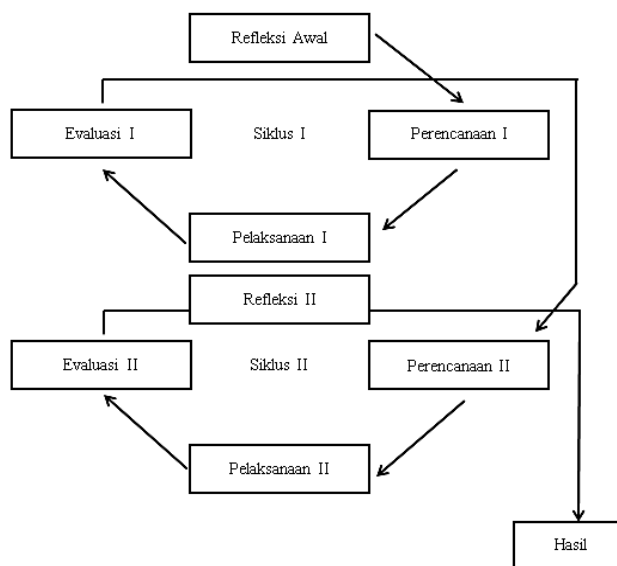 Refleksi Awal
Evaluasi I
Siklus I
Perencanaan I
Pelaksanaan I
Refleksi II
Evaluasi II
Siklus II
Perencanaan II
Pelaksanaan II
Hasil